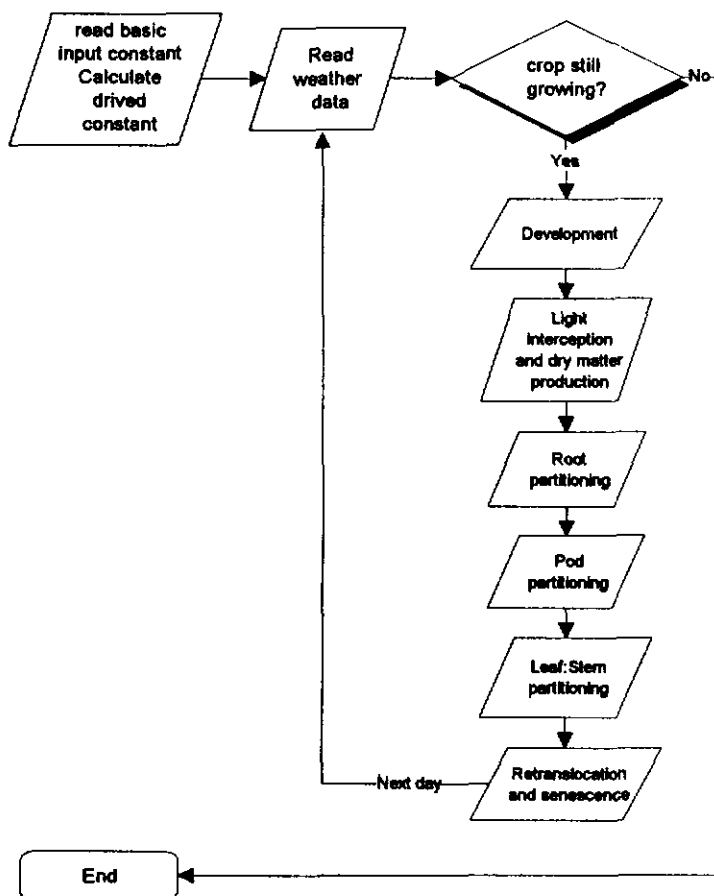 read basic
input constant
Calculate
drived
constant
Read
weather
data
crop still
growing?
No
Yes
Development
Light
interception
and dry matter
production
Root
partitioning
Pod
partitioning
Leaf:Stem
partitioning
Retranslocation
and senescence
Next day
End